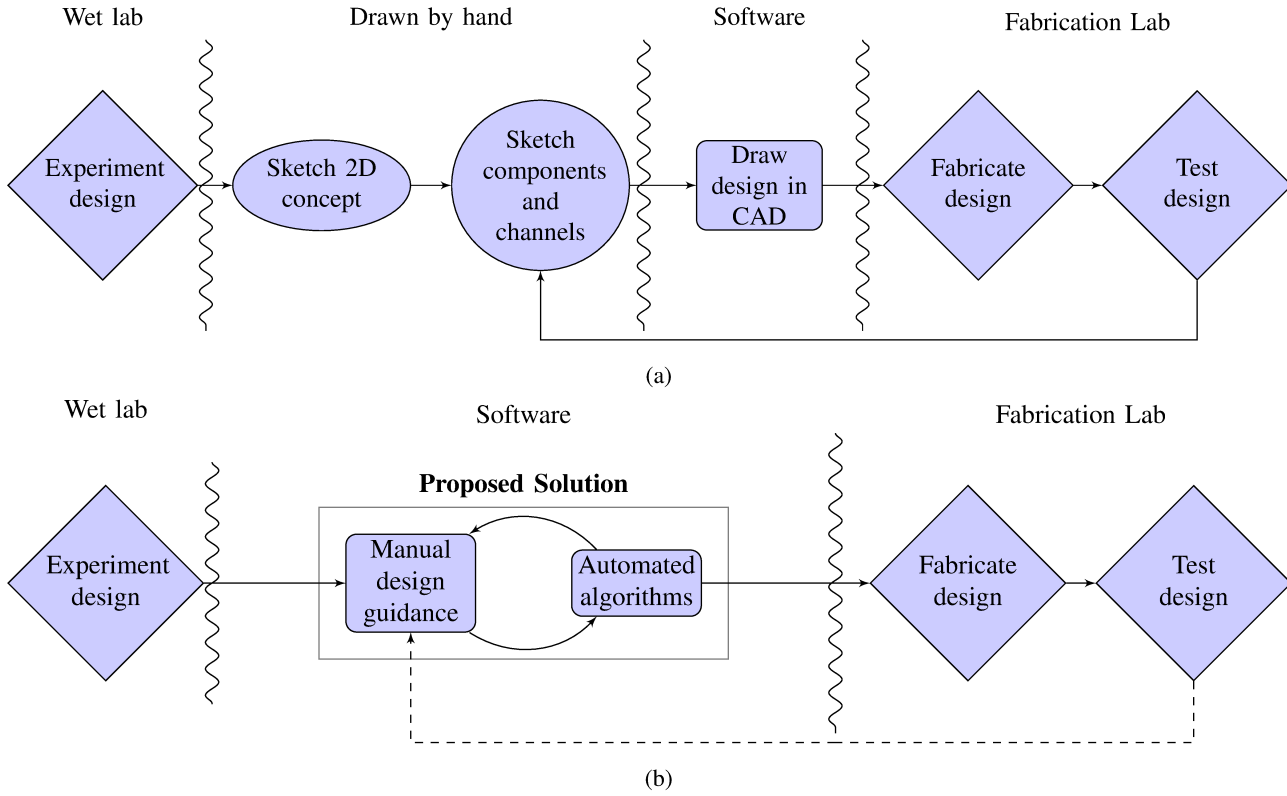 Wet lab
Drawn by hand
Software
Fabrication Lab
Experiment
design
Sketch 2D
concept
Sketch
components
and
channels
Draw
design in
CAD
Fabricate
design
Test
design
(a)
Wet lab
Software
Fabrication Lab
Proposed Solution
Experiment
design
Manual
design
guidance
Automated
algorithms
Fabricate
design
Test
design
(b)